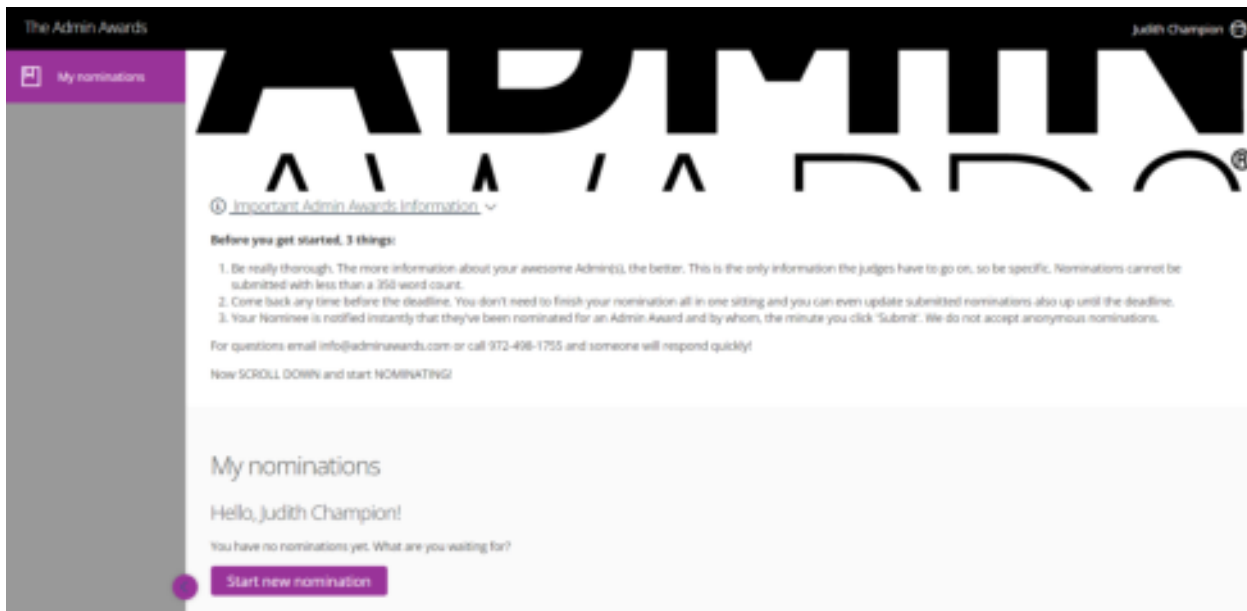 The Admin Awards
Judith Champion
My nominations
ADMIN
AWARDS®
Important Admin Awards Information
Before you get started, 3 things:
1. Be really thorough. The more information about your awesome Admin(s), the better. This is the only information the judges have to go on, so be specific. Nominations cannot be
submitted with less than a 350 word count.
2. Come back any time before the deadline. You don't need to finish your nomination all in one sitting and you can even update submitted nominations also up until the deadline.
3. Your Nominee is notified instantly that they've been nominated for an Admin Award and by whom, the minute you click 'Submit'. We do not accept anonymous nominations.
For questions email info@adminawards.com or call 972-498-1755 and someone will respond quickly!
Now SCROLL DOWN and start NOMINATING!
My nominations
Hello, Judith Champion!
You have no nominations yet. What are you waiting for?
Start new nomination